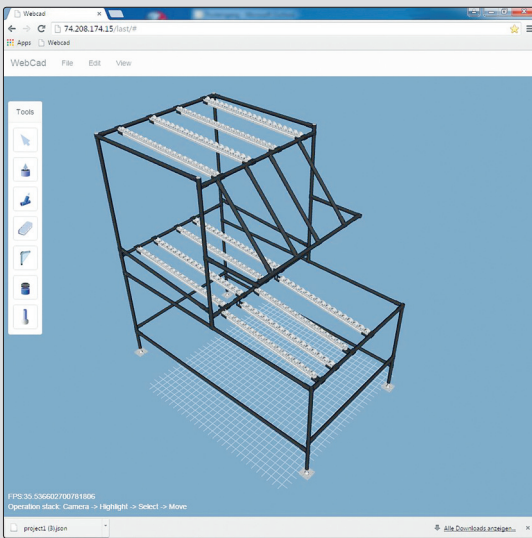 Webcad
74.208.174.15/last/#
Apps Webcad
WebCad File Edit View
Tools
FPS:35.536602700781806
Operation stack: Camera -> Highlight -> Select -> Move
project1 (3).json
Alle Downloads anzeigen...